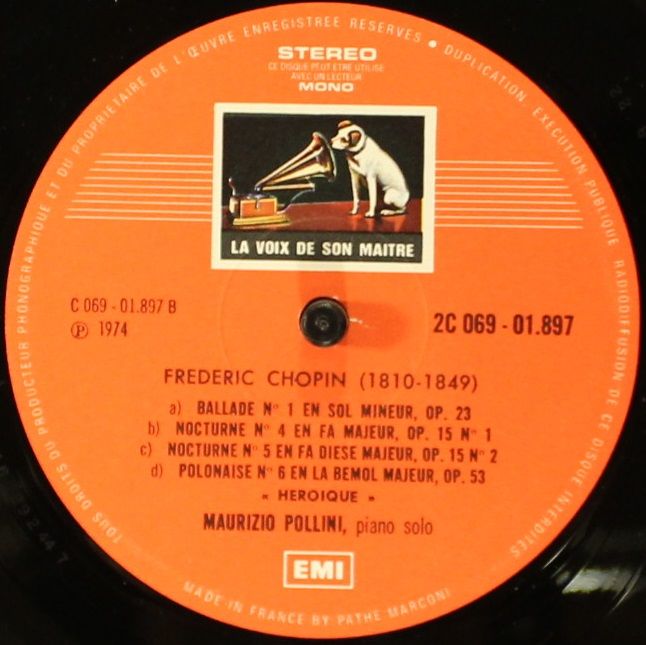 TOUS DROITS DU PRODUCTEUR PHONOGRAPHIQUE ET DU PROPRIETAIRE DE L'ŒUVRE ENREGISTREE RESERVES • DUPLICATION, EXECUTION PUBLIQUE RADIODIFFUSION DE CE DISQUE INTERDITES
STEREO
CE DISQUE PEUT ETRE UTILISE
AVEC UN LECTEUR
MONO
LA VOIX DE SON MAITRE
C 069 - 01.897 B
Ⓟ 1974
2C 069 - 01.897
FREDERIC CHOPIN (1810-1849)
a) BALLADE N° 1 EN SOL MINEUR, OP. 23
b) NOCTURNE N° 4 EN FA MAJEUR, OP. 15 N° 1
c) NOCTURNE N° 5 EN FA DIESE MAJEUR, OP. 15 N° 2
d) POLONAISE N° 6 EN LA BEMOL MAJEUR, OP. 53
« HEROIQUE »
MAURIZIO POLLINI, piano solo
EMI
MADE IN FRANCE BY PATHE MARCONI